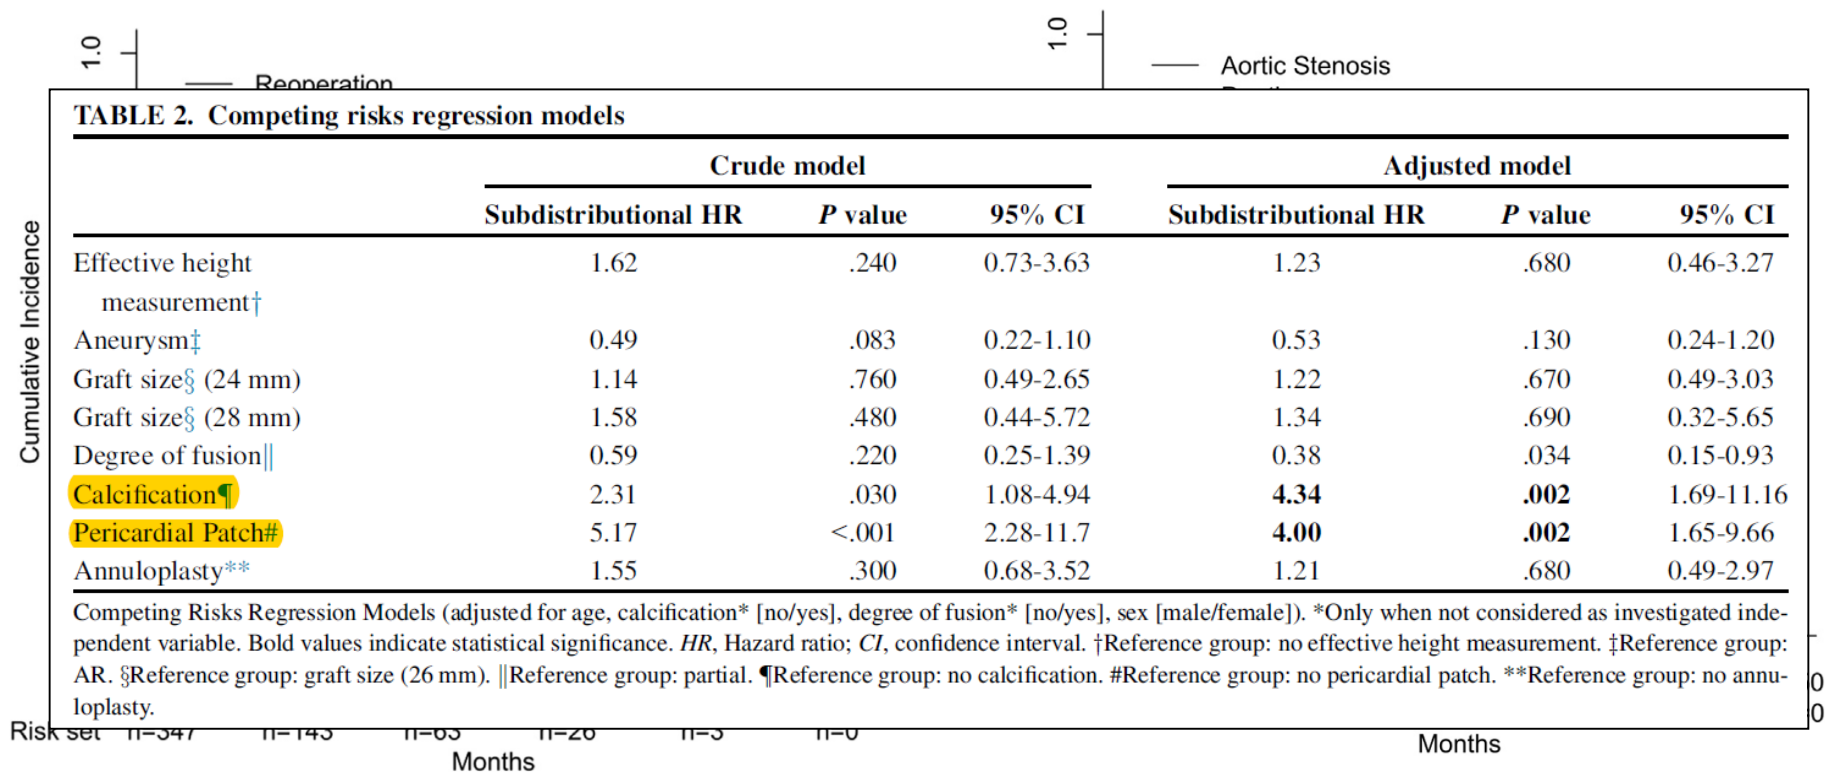 1.0
Reoperation
1.0
Aortic Stenosis
TABLE 2. Competing risks regression models
Crude model Adjusted model
Subdistributional HR P value 95% CI Subdistributional HR P value 95% CI
Effective height 1.62 .240 0.73-3.63 1.23 .680 0.46-3.27
measurement†
Aneurysm‡ 0.49 .083 0.22-1.10 0.53 .130 0.24-1.20
Graft size§ (24 mm) 1.14 .760 0.49-2.65 1.22 .670 0.49-3.03
Graft size§ (28 mm) 1.58 .480 0.44-5.72 1.34 .690 0.32-5.65
Degree of fusion|| 0.59 .220 0.25-1.39 0.38 .034 0.15-0.93
Calcification¶ 2.31 .030 1.08-4.94 4.34 .002 1.69-11.16
Pericardial Patch# 5.17 <.001 2.28-11.7 4.00 .002 1.65-9.66
Annuloplasty** 1.55 .300 0.68-3.52 1.21 .680 0.49-2.97
Competing Risks Regression Models (adjusted for age, calcification* [no/yes], degree of fusion* [no/yes], sex [male/female]). *Only when not considered as investigated inde-
pendent variable. Bold values indicate statistical significance. HR, Hazard ratio; CI, confidence interval. †Reference group: no effective height measurement. ‡Reference group:
AR. §Reference group: graft size (26 mm). ||Reference group: partial. ¶Reference group: no calcification. #Reference group: no pericardial patch. **Reference group: no annu-
loplasty.
Cumulative Incidence
0
0
Risk set n=347 n=143 n=63 n=26 n=3 n=0
Months
Months